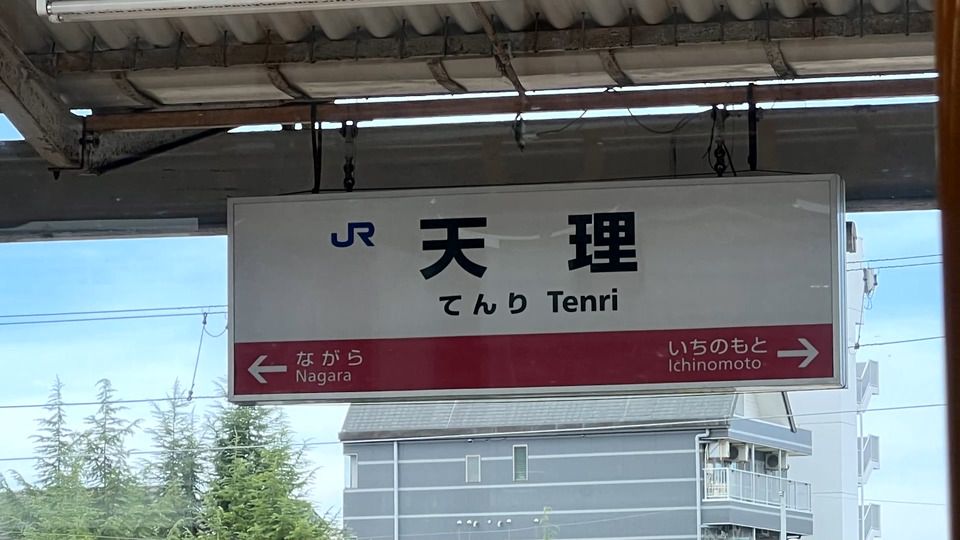 JR 天理
てんり Tenri
← ながら
Nagara
いちのもと →
Ichinomoto